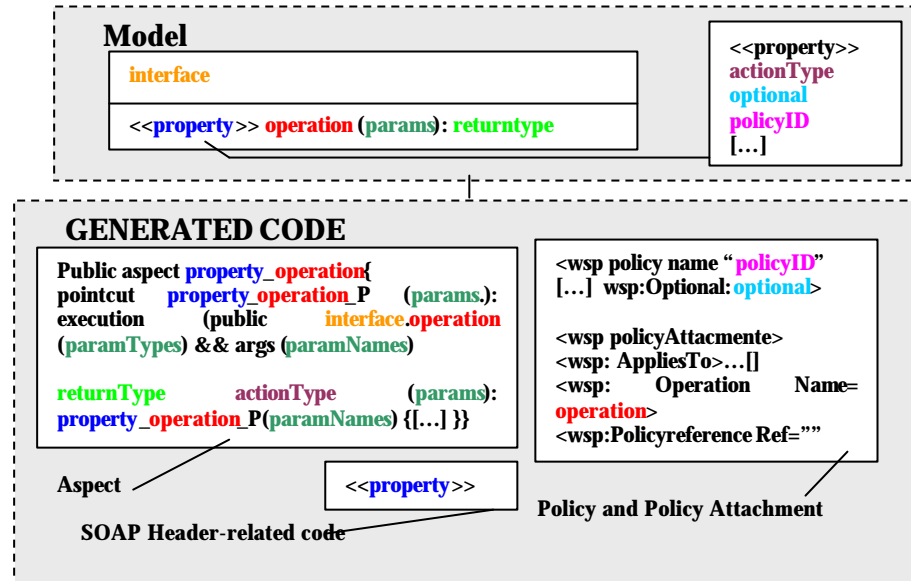 Model
interface
<<property>> operation (params): returntype
<<property>>
actionType
optional
policyID
[…]
GENERATED CODE
Public aspect property_operation{
pointcut property_operation_P (params.):
execution (public interface.operation
(paramTypes) && args (paramNames)
returnType actionType (params):
property_operation_P(paramNames) {[…] }}
<wsp policy name “policyID”
[…] wsp:Optional:optional>
<wsp policyAttacmente>
<wsp: AppliesTo>…[]
<wsp: Operation Name=
operation>
<wsp:Policyreference Ref=””
Aspect
<<property>>
SOAP Header-related code
Policy and Policy Attachment